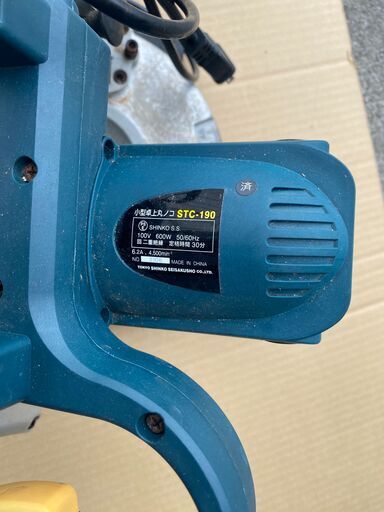 済
小型卓上丸ノコ STC-190
SHINKO S.S.
100V 600W 50/60Hz
回 二重絶縁 定格時間 30分
6.2A 4,500min⁻¹
NO. MADE IN CHINA
TOKYO SHINKO SEISAKUSHO CO.,LTD.